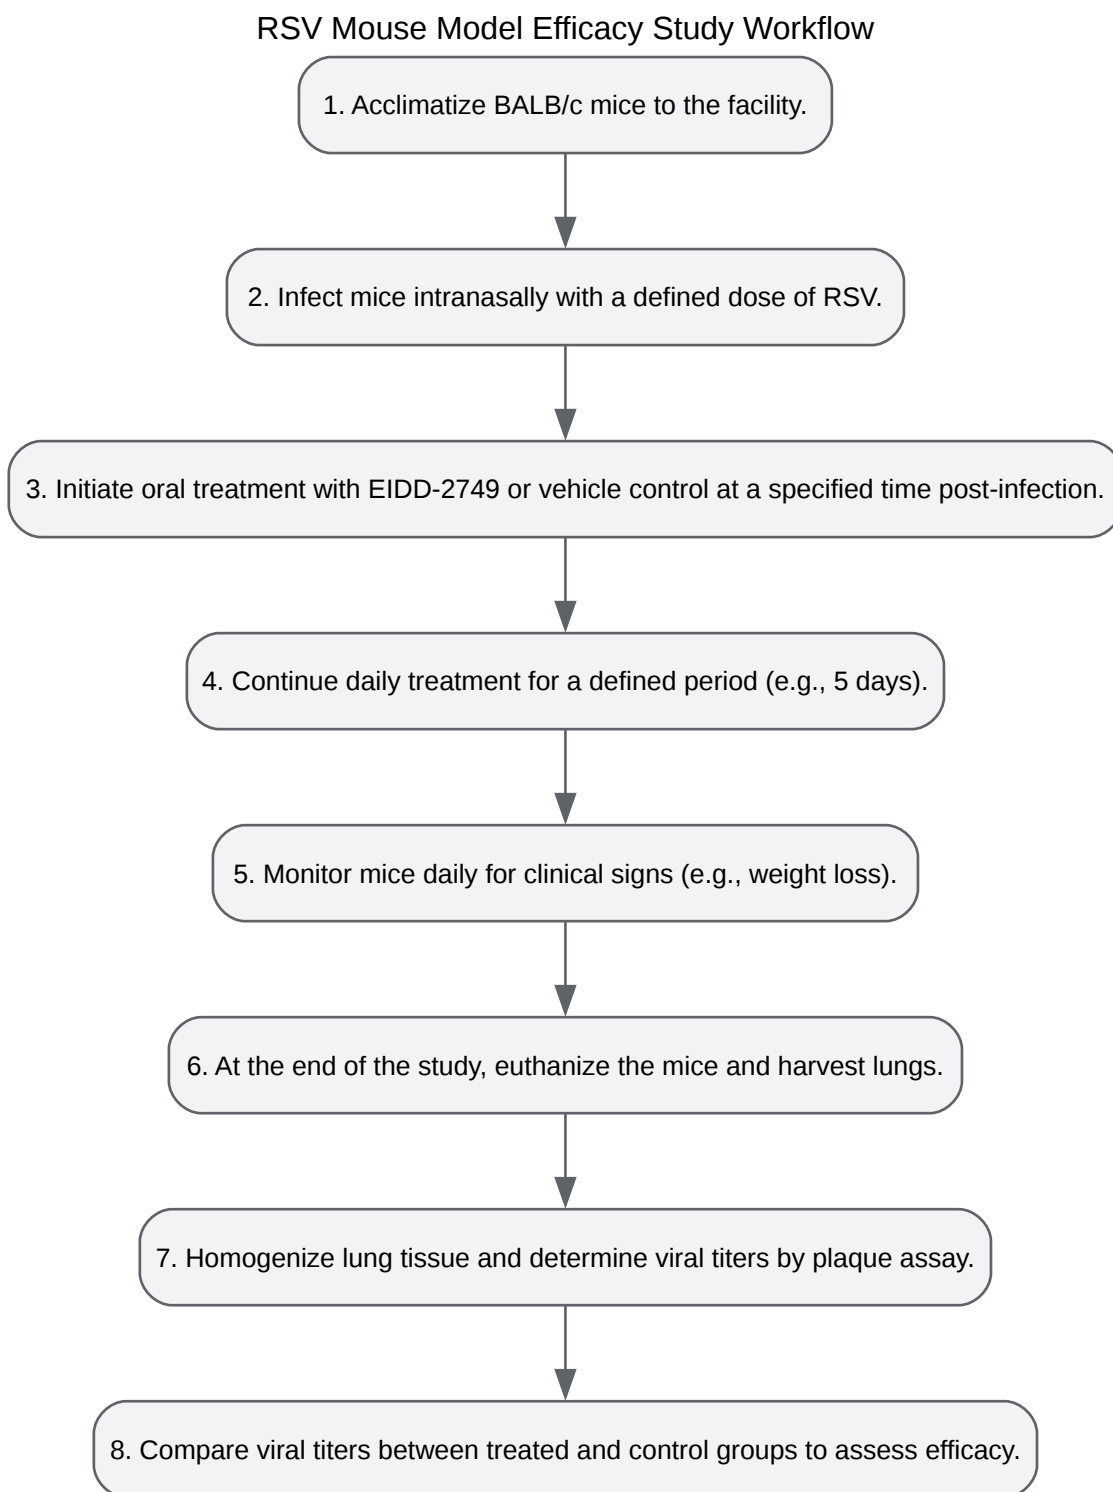 RSV Mouse Model Efficacy Study Workflow
1. Acclimatize BALB/c mice to the facility.
2. Infect mice intranasally with a defined dose of RSV.
3. Initiate oral treatment with EIDD-2749 or vehicle control at a specified time post-infection.
4. Continue daily treatment for a defined period (e.g., 5 days).
5. Monitor mice daily for clinical signs (e.g., weight loss).
6. At the end of the study, euthanize the mice and harvest lungs.
7. Homogenize lung tissue and determine viral titers by plaque assay.
8. Compare viral titers between treated and control groups to assess efficacy.